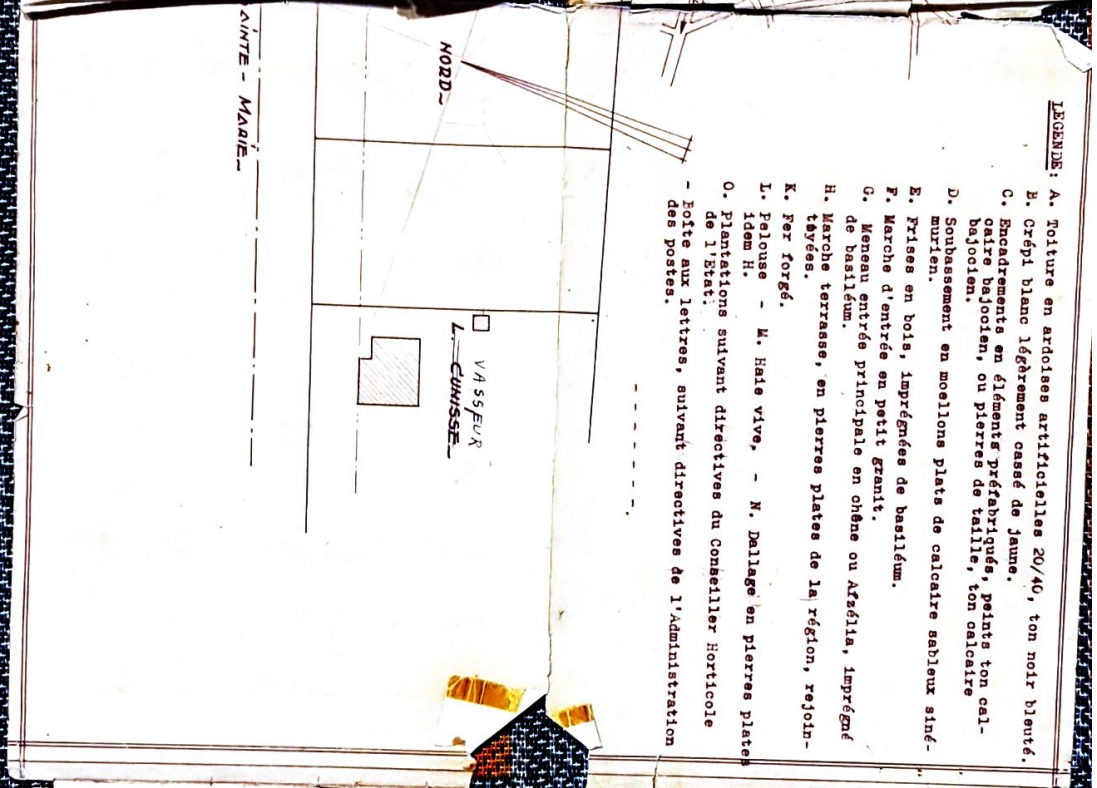 LEGENDE: A. Toiture en ardoises artificielles 20/40, ton noir bleuté.
B. Crépi blanc légèrement cassé de jaune.
C. Encadrements en éléments préfabriqués, peints ton cal-
caire bajocien, ou pierres de taille, ton calcaire
bajocien.
D. Soubassement en moellons plats de calcaire sableux siné-
murien.
E. Frises en bois, imprégnées de basiléum.
F. Marche d'entrée en petit granit.
G. Meneau entrée principale en chêne ou Afzélia, imprégné
de basiléum.
H. Marche terrasse, en pierres plates de la région, rejoin-
toyées.
K. Fer forgé.
L. Pelouse - M. Haie vive, - N. Dallage en pierres plates
idem H.
O. Plantations suivant directives du Conseiller Horticole
de l'Etat.
- Boîte aux lettres, suivant directives de l'Administration
des postes.
- - - - - - .
NORD
VASSEUR
L. CUNISSE
AINTE - MARIE